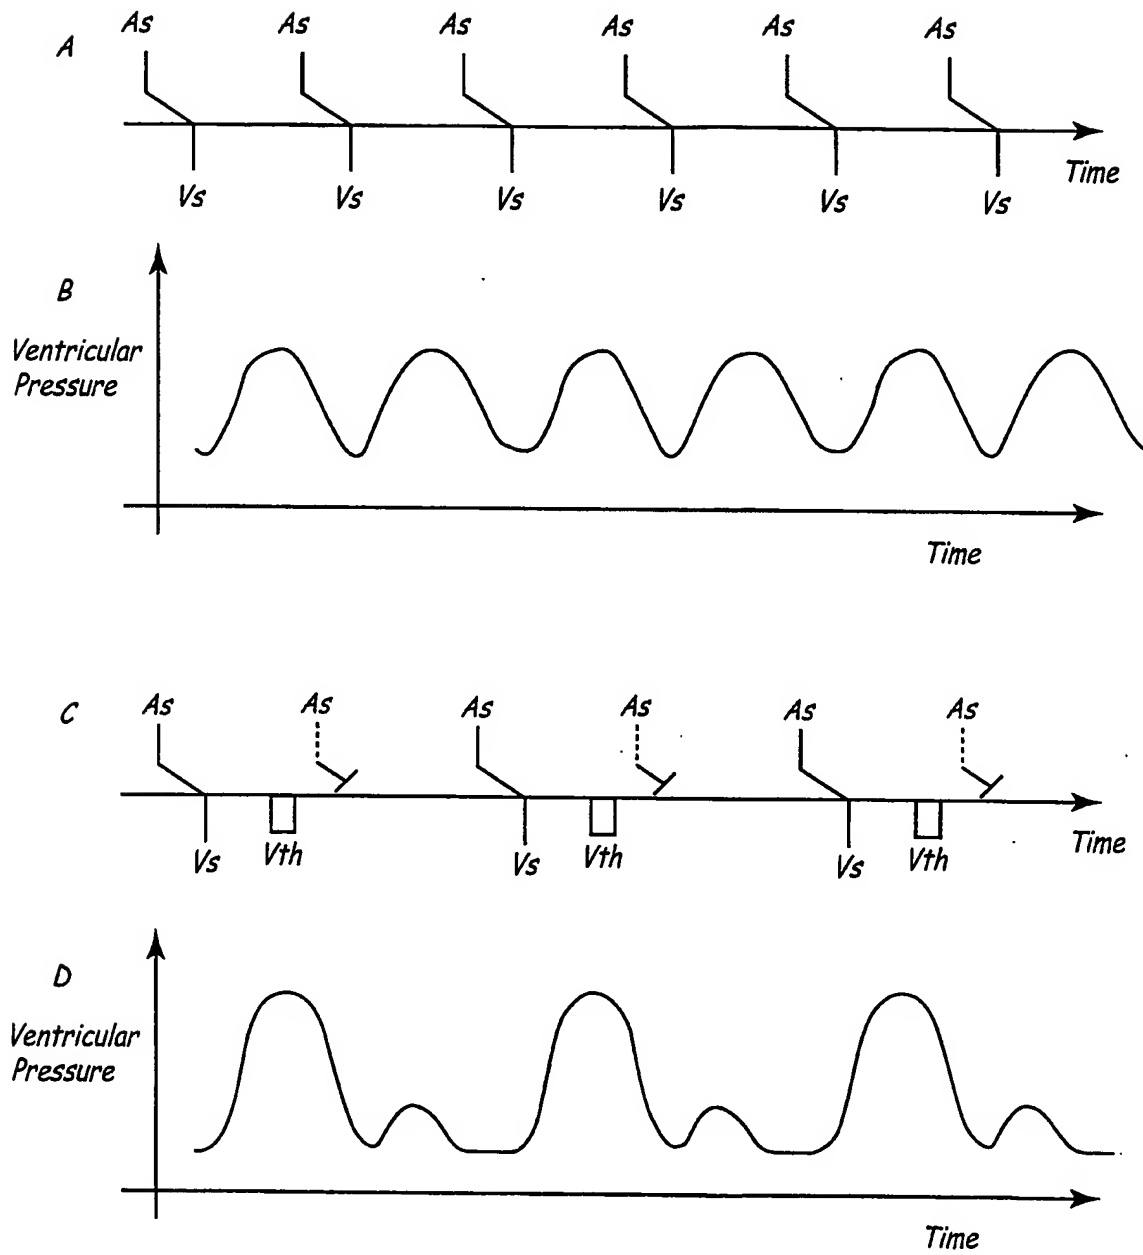 As As As As As As
A
Vs Vs Vs Vs Vs Vs
Time
B
Ventricular
Pressure
Time
C
As As As As As As
Vs Vth Vs Vth Vs Vth
Time
D
Ventricular
Pressure
Time